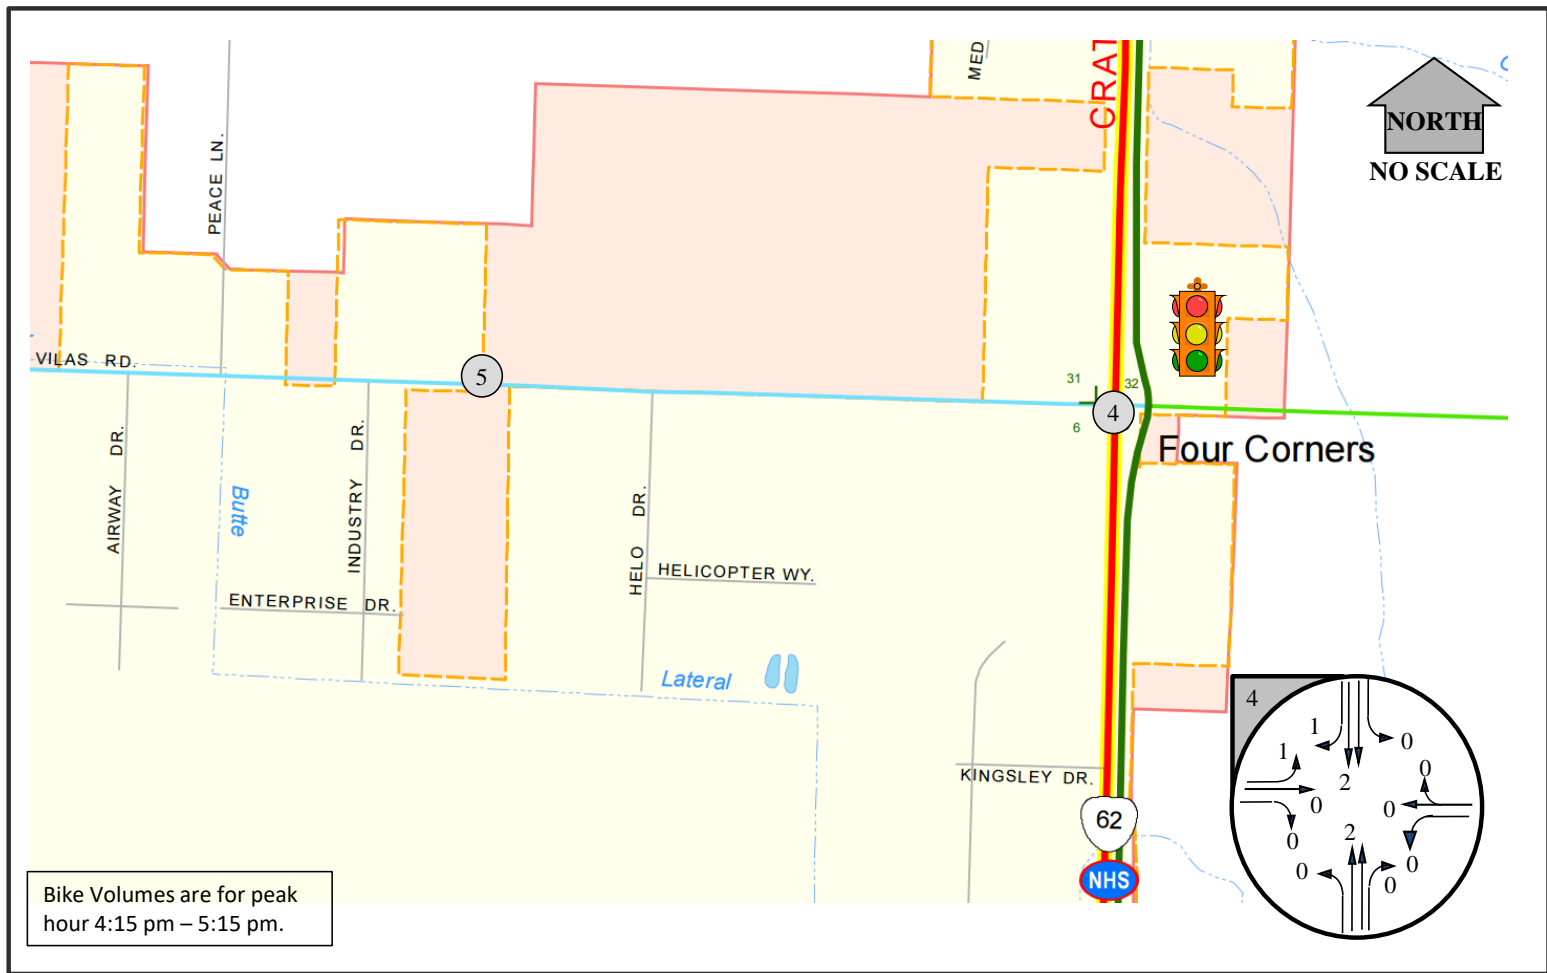 MED
CRAT
NORTH
NO SCALE
PEACE LN.
VILAS RD.
5
31
32
4
6
Four Corners
AIRWAY DR.
Butte
INDUSTRY DR.
HELO DR.
HELICOPTER WY.
ENTERPRISE DR.
Lateral
KINGSLEY DR.
62
NHS
4
1
0
1
2
0
0
0
0
2
0
0
0
0
Bike Volumes are for peak
hour 4:15 pm – 5:15 pm.